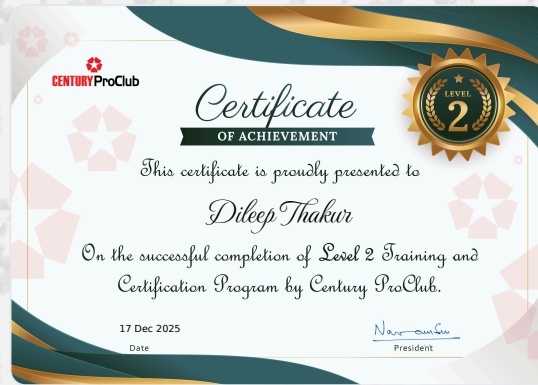 CENTURY ProClub
LEVEL
2
Certificate
OF ACHIEVEMENT
This certificate is proudly presented to
Dileep Thakur
On the successful completion of Level 2 Training and
Certification Program by Century ProClub.
17 Dec 2025
Date
President